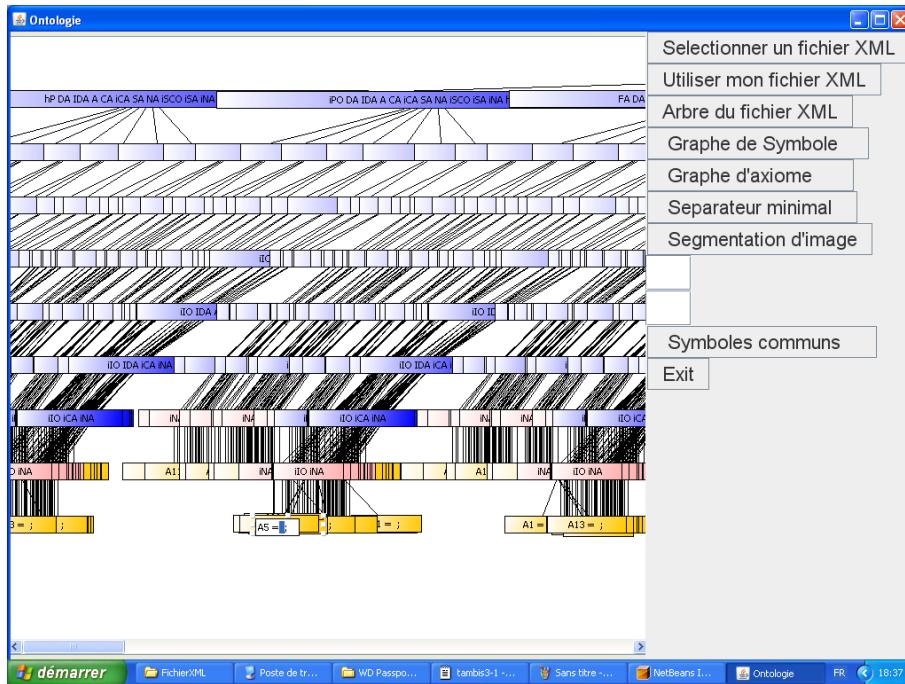 Ontologie
Selectionner un fichier XML
Utiliser mon fichier XML
Arbre du fichier XML
Graphe de Symbole
Graphe d'axiome
Separateur minimal
Segmentation d'image
Symboles communs
Exit
hP DA IDA A CA iCA SA NA iSCO iSA iNA
iPO DA IDA A CA iCA SA NA iSCO iSA iNA
FA DA
iIO IDA
iIO IDA iCA iNA
iIO IDA iCA
iIO iCA iNA
iIO iCA iNA
iIO iCA
iNA
iIO iNA
iNA
iIO iNA
A5 = ;
A1 =
A13 = ;
démarrer
FichierXML
Poste de tr...
WD Passpo...
tambis3-1 -...
Sans titre -...
NetBeans I...
Ontologie
FR
18:37